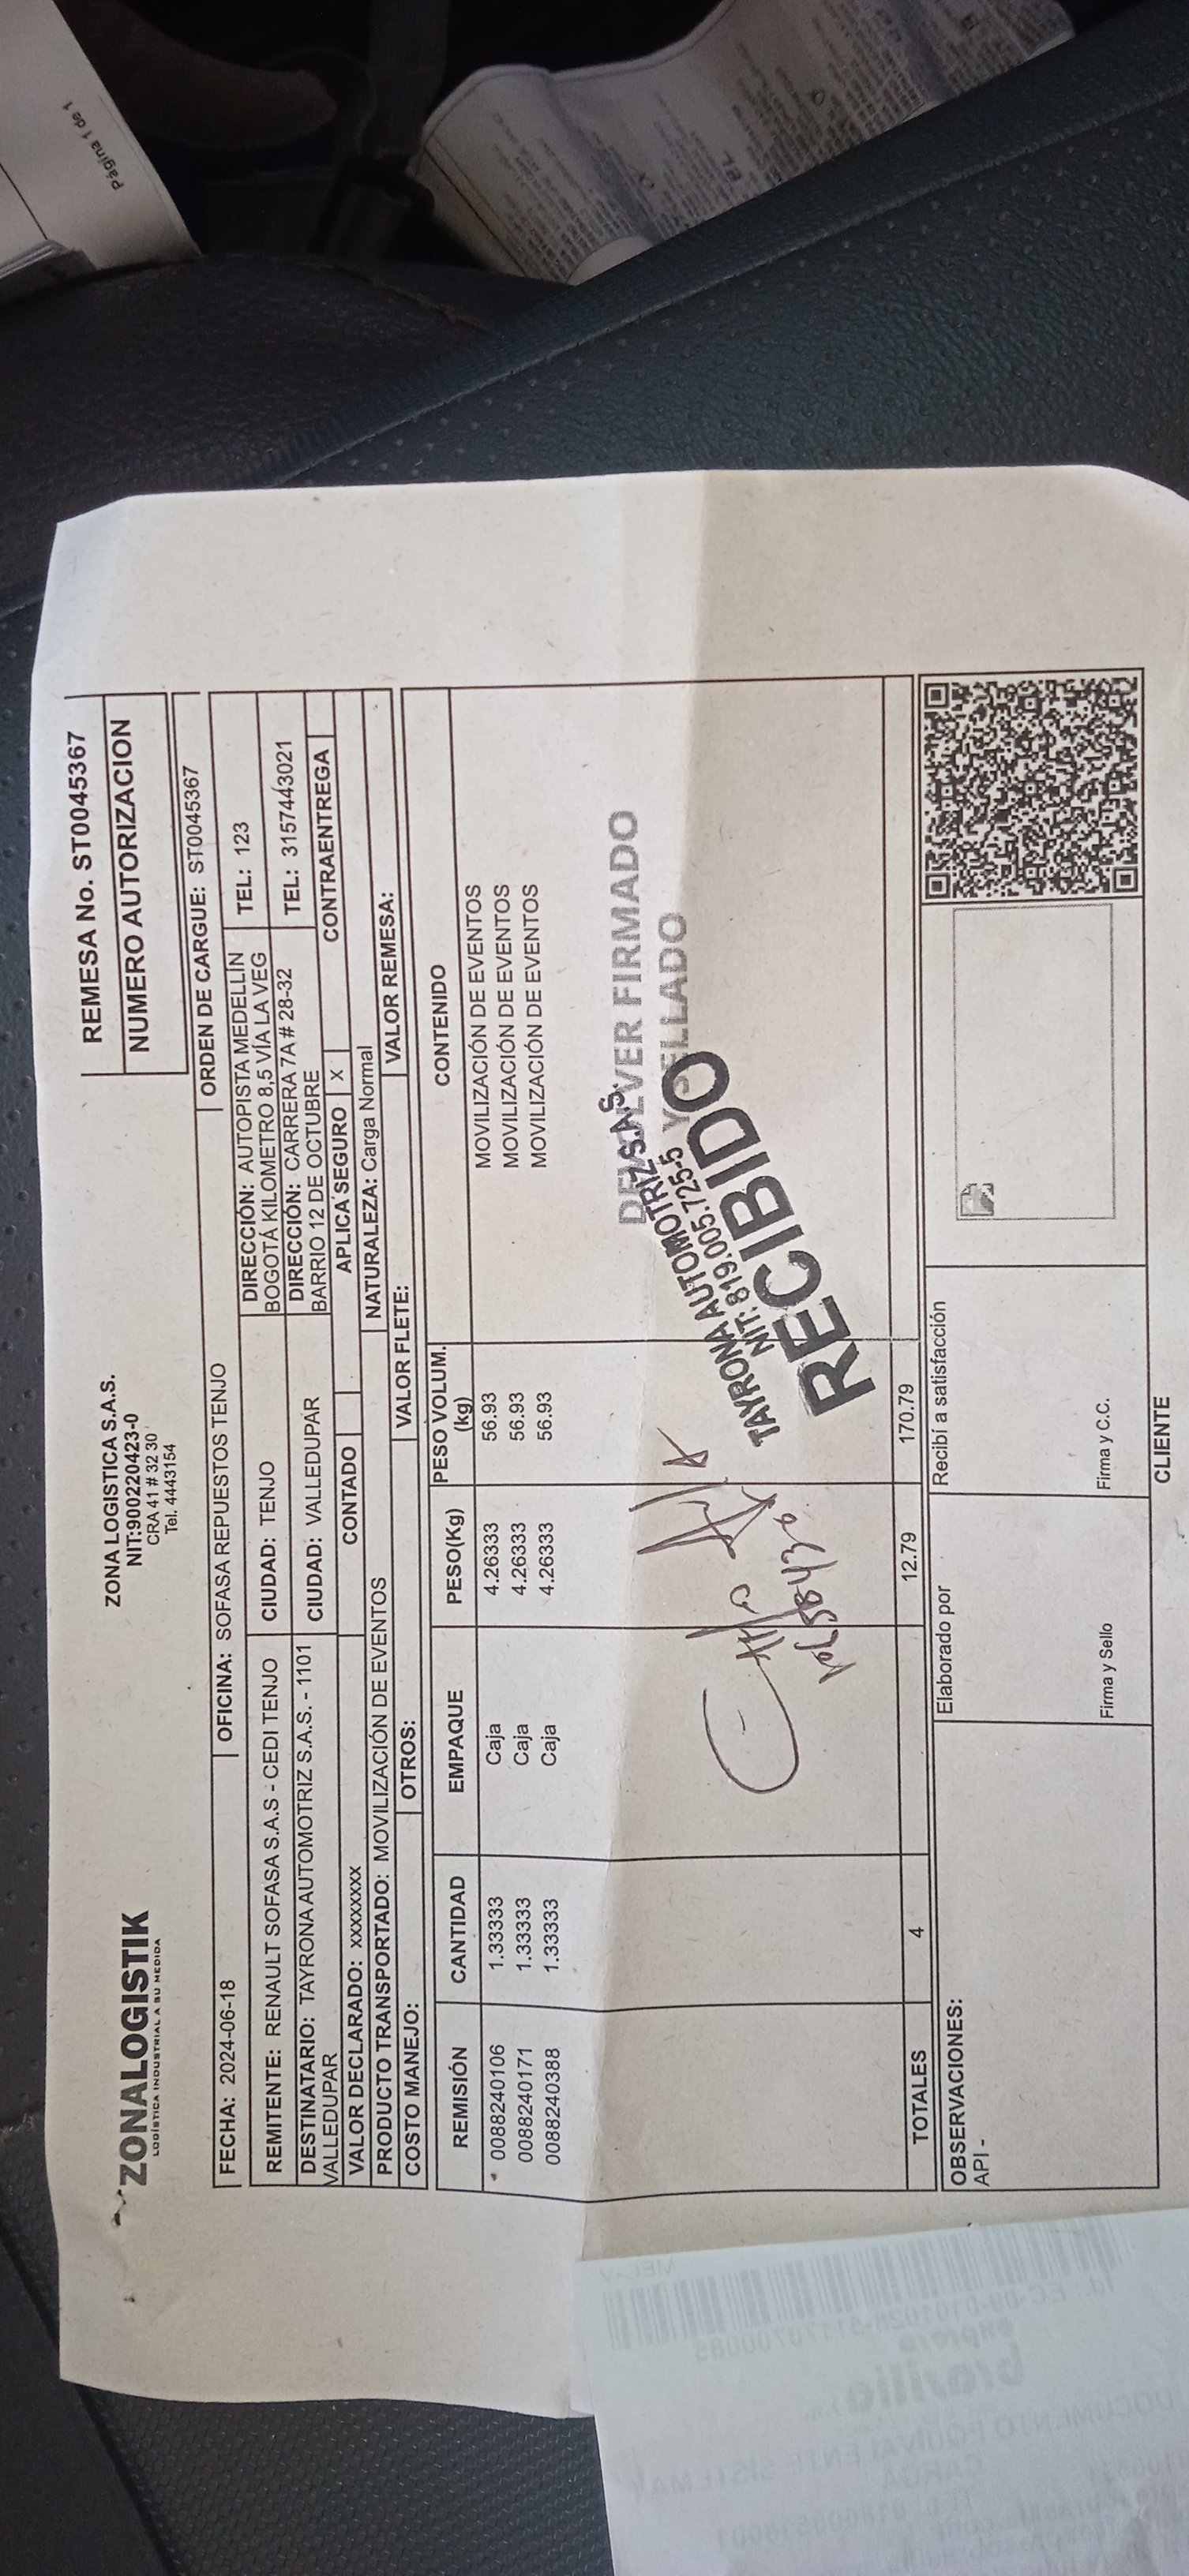 Página 1 de 1
ZONALOGISTIK
LOGÍSTICA INDUSTRIAL A SU MEDIDA
ZONA LOGISTICA S.A.S.
NIT:900220423-0
CRA 41 # 32 30
Tel. 4443154
REMESA No. ST0045367
NUMERO AUTORIZACION
FECHA: 2024-06-18 OFICINA: SOFASA REPUESTOS TENJO ORDEN DE CARGUE: ST0045367
REMITENTE: RENAULT SOFASA S.A.S - CEDI TENJO CIUDAD: TENJO DIRECCIÓN: AUTOPISTA MEDELLÍN TEL: 123
BOGOTÁ KILOMETRO 8,5 VÍA LA VEG
DESTINATARIO: TAYRONA AUTOMOTRIZ S.A.S. - 1101 CIUDAD: VALLEDUPAR DIRECCIÓN: CARRERA 7A # 28-32 TEL: 3157443021
VALLEDUPAR BARRIO 12 DE OCTUBRE
VALOR DECLARADO: xxxxxxxx CONTADO APLICA SEGURO X CONTRAENTREGA
PRODUCTO TRANSPORTADO: MOVILIZACIÓN DE EVENTOS NATURALEZA: Carga Normal
COSTO MANEJO: OTROS: VALOR FLETE: VALOR REMESA:
REMISIÓN CANTIDAD EMPAQUE PESO(Kg) PESO VOLUM. (kg) CONTENIDO
0088240106 1.33333 Caja 4.26333 56.93 MOVILIZACIÓN DE EVENTOS
0088240171 1.33333 Caja 4.26333 56.93 MOVILIZACIÓN DE EVENTOS
0088240388 1.33333 Caja 4.26333 56.93 MOVILIZACIÓN DE EVENTOS
DEVOLVER FIRMADO
Y SELLADO
TAYRONA AUTOMOTRIZ S.A.S.
NIT: 819.005.725-5
RECIBIDO
TOTALES 4 12.79 170.79
OBSERVACIONES: Elaborado por Recibí a satisfacción
API -
Firma y Sello Firma y C.C.
CLIENTE